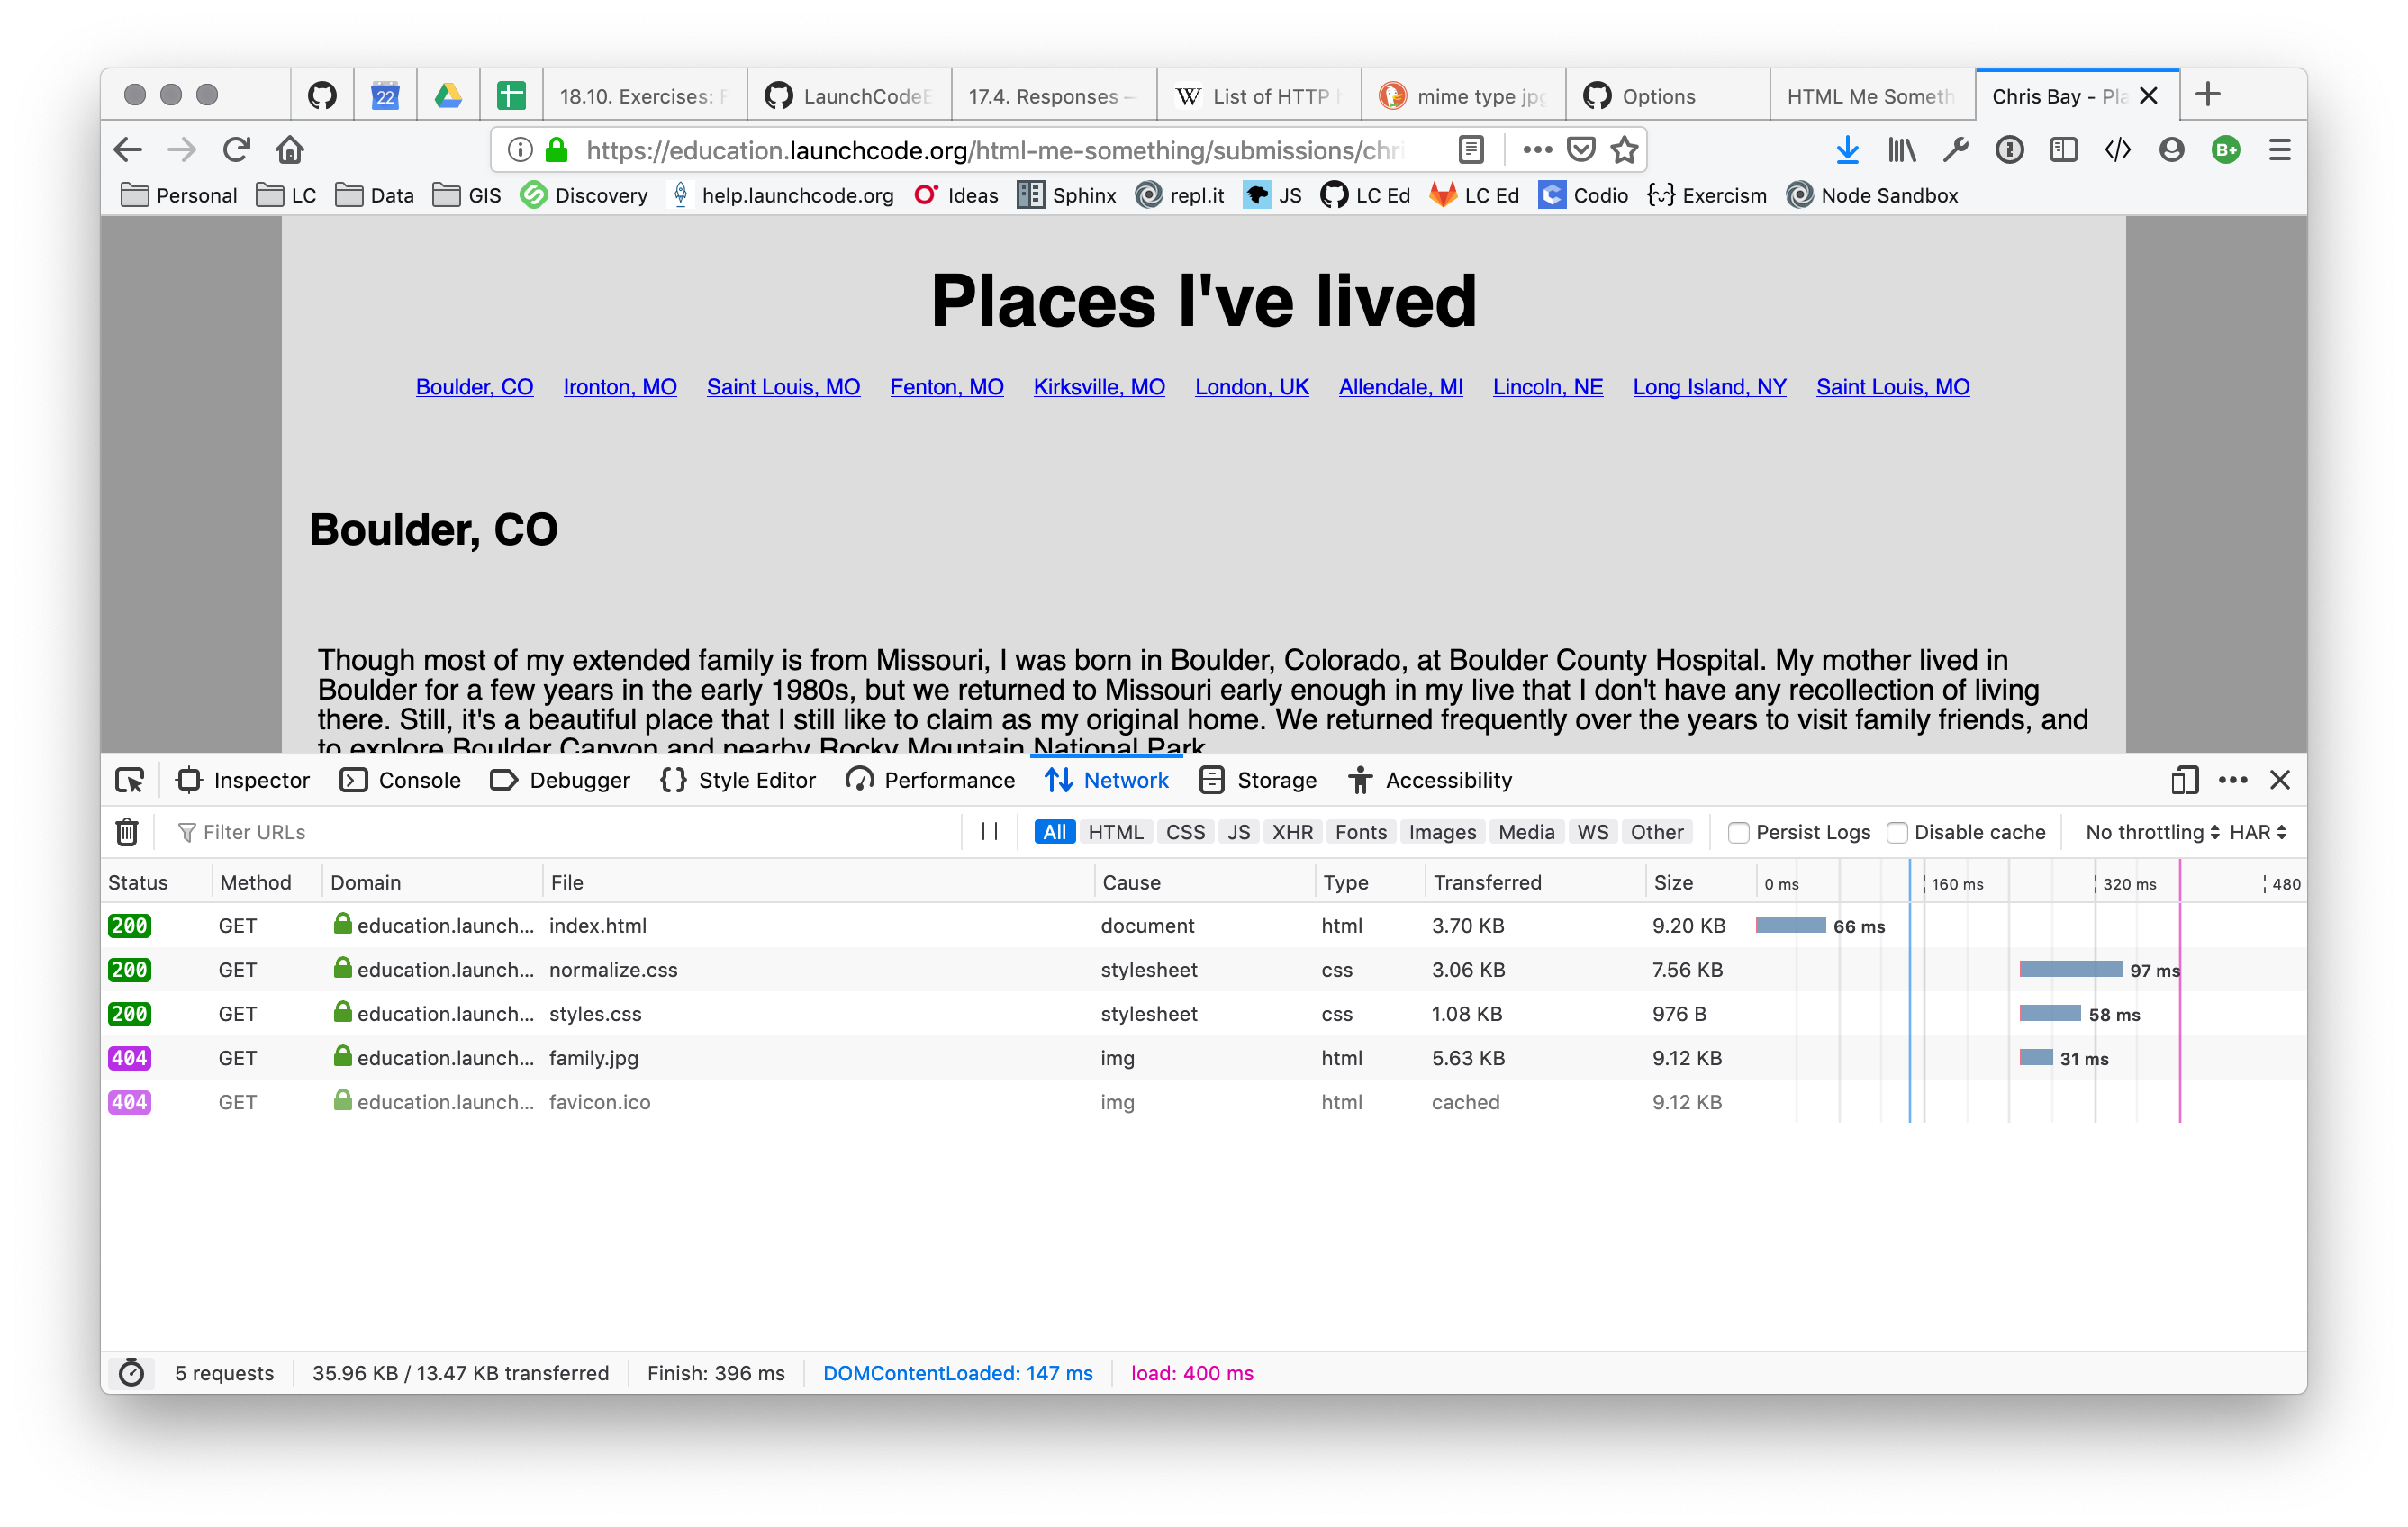 22 18.10. Exercises: LaunchCodeE 17.4. Responses – W List of HTTP mime type jpg Options HTML Me Someth Chris Bay - Pla
https://education.launchcode.org/html-me-something/submissions/chri B+
Personal LC Data GIS Discovery help.launchcode.org Ideas Sphinx repl.it JS LC Ed LC Ed Codio Exercism Node Sandbox
Places I've lived
Boulder, CO Ironton, MO Saint Louis, MO Fenton, MO Kirksville, MO London, UK Allendale, MI Lincoln, NE Long Island, NY Saint Louis, MO
Boulder, CO
Though most of my extended family is from Missouri, I was born in Boulder, Colorado, at Boulder County Hospital. My mother lived in
Boulder for a few years in the early 1980s, but we returned to Missouri early enough in my live that I don't have any recollection of living
there. Still, it's a beautiful place that I still like to claim as my original home. We returned frequently over the years to visit family friends, and
to explore Boulder Canyon and nearby Rocky Mountain National Park.
Inspector Console Debugger Style Editor Performance Network Storage Accessibility
Filter URLs All HTML CSS JS XHR Fonts Images Media WS Other Persist Logs Disable cache No throttling HAR
Status Method Domain File Cause Type Transferred Size 0 ms 160 ms 320 ms 480
200 GET education.launch... index.html document html 3.70 KB 9.20 KB 66 ms
200 GET education.launch... normalize.css stylesheet css 3.06 KB 7.56 KB 97 ms
200 GET education.launch... styles.css stylesheet css 1.08 KB 976 B 58 ms
404 GET education.launch... family.jpg img html 5.63 KB 9.12 KB 31 ms
404 GET education.launch... favicon.ico img html cached 9.12 KB
5 requests 35.96 KB / 13.47 KB transferred Finish: 396 ms DOMContentLoaded: 147 ms load: 400 ms